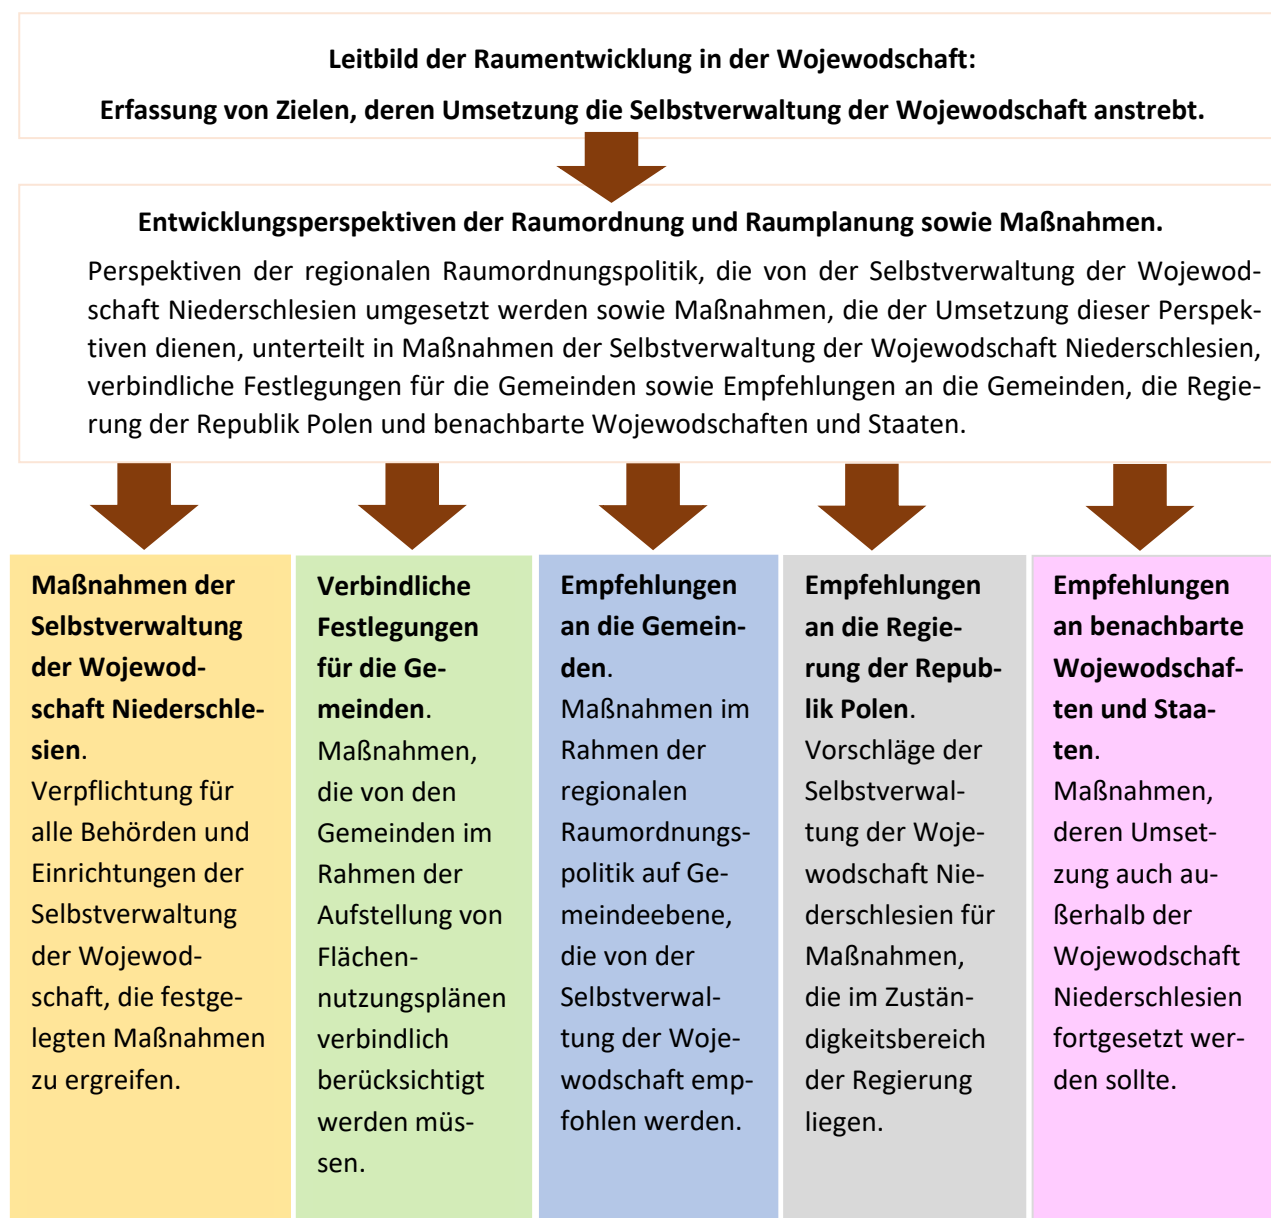 Leitbild der Raumentwicklung in der Wojewodschaft:
Erfassung von Zielen, deren Umsetzung die Selbstverwaltung der Wojewodschaft anstrebt.
Entwicklungsperspektiven der Raumordnung und Raumplanung sowie Maßnahmen.
Perspektiven der regionalen Raumordnungspolitik, die von der Selbstverwaltung der Wojewod-
schaft Niederschlesien umgesetzt werden sowie Maßnahmen, die der Umsetzung dieser Perspek-
tiven dienen, unterteilt in Maßnahmen der Selbstverwaltung der Wojewodschaft Niederschlesien,
verbindliche Festlegungen für die Gemeinden sowie Empfehlungen an die Gemeinden, die Regie-
rung der Republik Polen und benachbarte Wojewodschaften und Staaten.
Maßnahmen der
Selbstverwaltung
der Wojewod-
schaft Niederschle-
sien.
Verpflichtung für
alle Behörden und
Einrichtungen der
Selbstverwaltung
der Wojewod-
schaft, die festge-
legten Maßnahmen
zu ergreifen.
Verbindliche
Festlegungen
für die Ge-
meinden.
Maßnahmen,
die von den
Gemeinden im
Rahmen der
Aufstellung von
Flächen-
nutzungsplänen
verbindlich
berücksichtigt
werden müs-
sen.
Empfehlungen
an die Gemein-
den.
Maßnahmen im
Rahmen der
regionalen
Raumordnungs-
politik auf Ge-
meindeebene,
die von der
Selbstverwal-
tung der Woje-
wodschaft emp-
fohlen werden.
Empfehlungen
an die Regie-
rung der Repub-
lik Polen.
Vorschläge der
Selbstverwal-
tung der Woje-
wodschaft Nie-
derschlesien für
Maßnahmen,
die im Zustän-
digkeitsbereich
der Regierung
liegen.
Empfehlungen
an benachbarte
Wojewodschaf-
ten und Staa-
ten.
Maßnahmen,
deren Umset-
zung auch au-
ßerhalb der
Wojewodschaft
Niederschlesien
fortgesetzt wer-
den sollte.